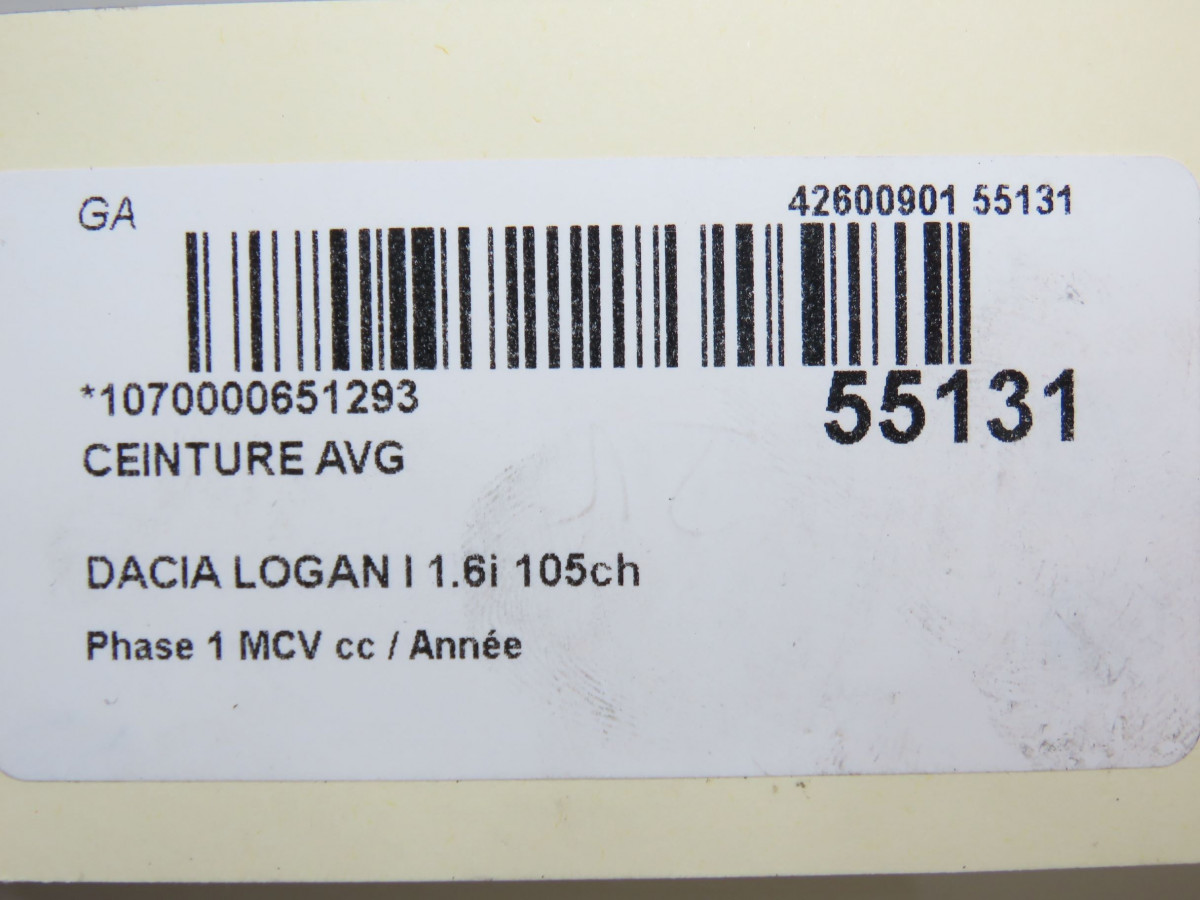 GA
42600901 55131
*1070000651293
55131
CEINTURE AVG
DACIA LOGAN I 1.6i 105ch
Phase 1 MCV cc / Année